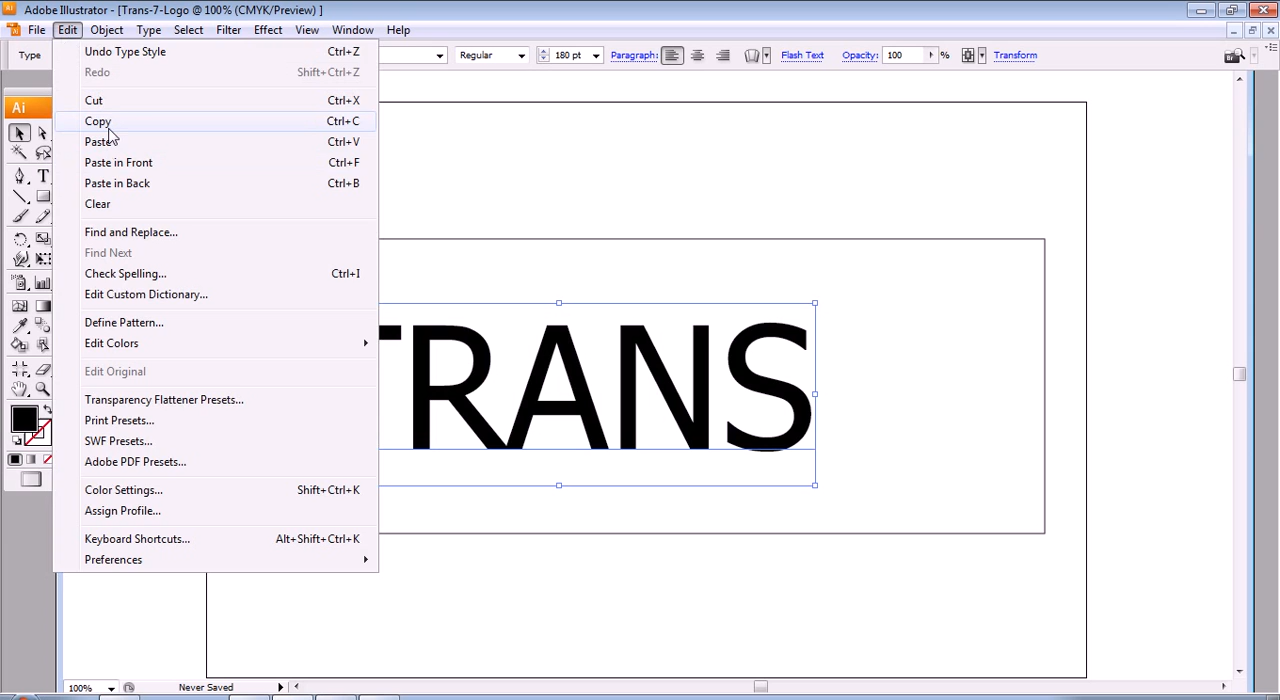 Adobe Illustrator - [Trans-7-Logo @ 100% (CMYK/Preview) ]
File Edit Object Type Select Filter Effect View Window Help
Type Regular 180 pt Paragraph: Flash Text Opacity: 100 % Transform
Undo Type Style Ctrl+Z
Redo Shift+Ctrl+Z
Cut Ctrl+X
Copy Ctrl+C
Paste Ctrl+V
Paste in Front Ctrl+F
Paste in Back Ctrl+B
Clear
Find and Replace...
Find Next
Check Spelling... Ctrl+I
Edit Custom Dictionary...
Define Pattern...
Edit Colors
Edit Original
Transparency Flattener Presets...
Print Presets...
SWF Presets...
Adobe PDF Presets...
Color Settings... Shift+Ctrl+K
Assign Profile...
Keyboard Shortcuts... Alt+Shift+Ctrl+K
Preferences
Ai
TRANS
100% Never Saved